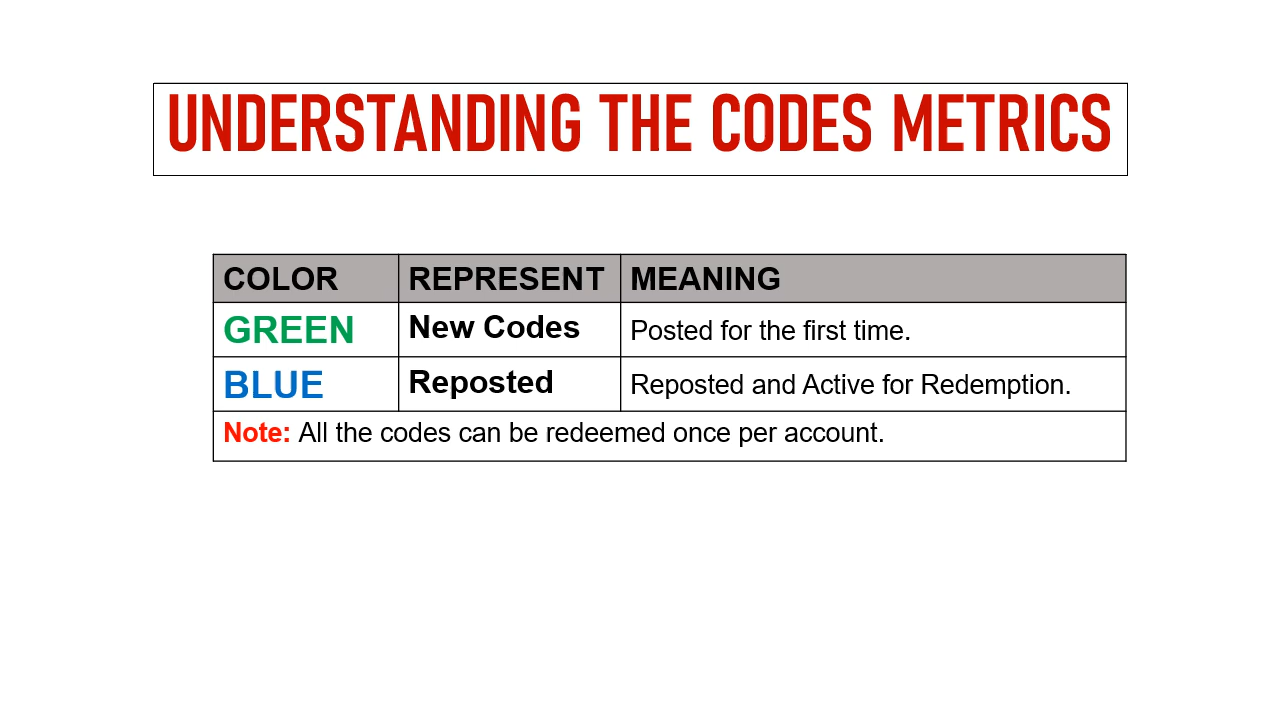 UNDERSTANDING THE CODES METRICS
COLOR REPRESENT MEANING
GREEN New Codes Posted for the first time.
BLUE Reposted Reposted and Active for Redemption.
Note: All the codes can be redeemed once per account.